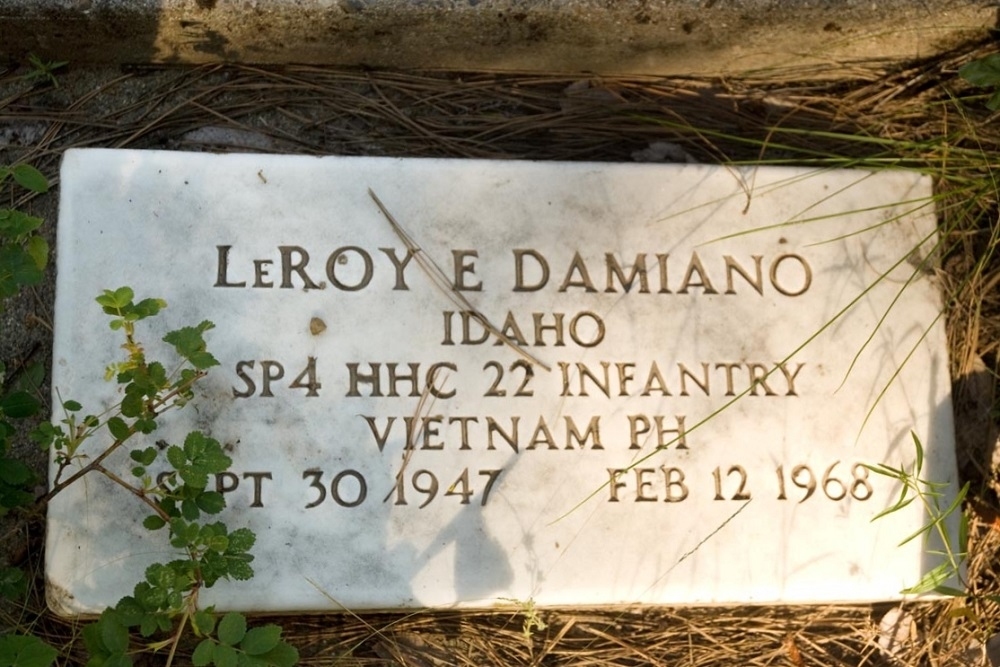 LeROY E DAMIANO
IDAHO
SP4 HHC 22 INFANTRY
VIETNAM PH
SEPT 30 1947 FEB 12 1968